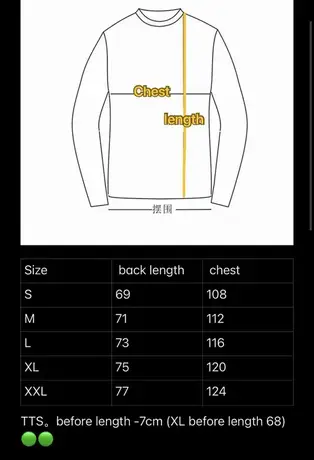 Chest
length
摆围
Size back length chest
S 69 108
M 71 112
L 73 116
XL 75 120
XXL 77 124
TTS。before length -7cm (XL before length 68)